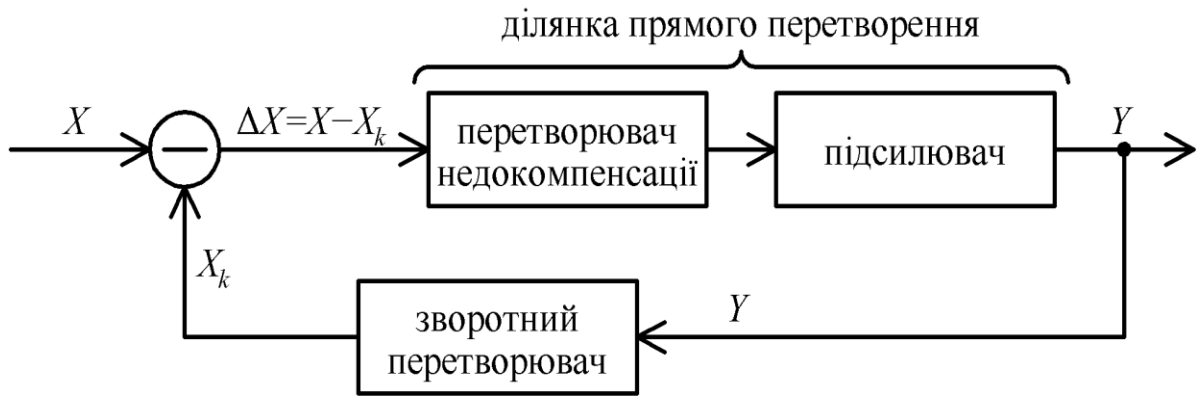 ділянка прямого перетворення
X
ΔX=X−Xₖ
перетворювач
недокомпенсації
підсилювач
Y
Xₖ
зворотний
перетворювач
Y